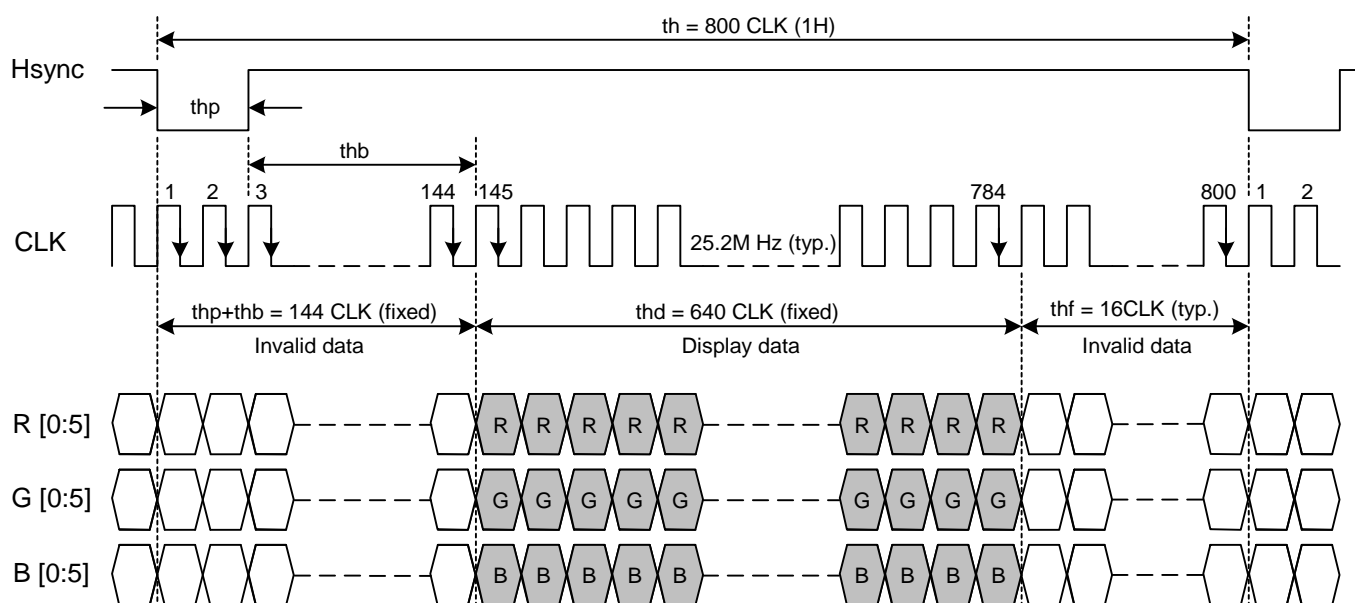 th = 800 CLK (1H)
Hsync
thp
thb
1 2 3 144 145 784 800 1 2
CLK
25.2M Hz (typ.)
thp+thb = 144 CLK (fixed) thd = 640 CLK (fixed) thf = 16CLK (typ.)
Invalid data Display data Invalid data
R [0:5] R R R R R R R R R
G [0:5] G G G G G G G G G
B [0:5] B B B B B B B B B